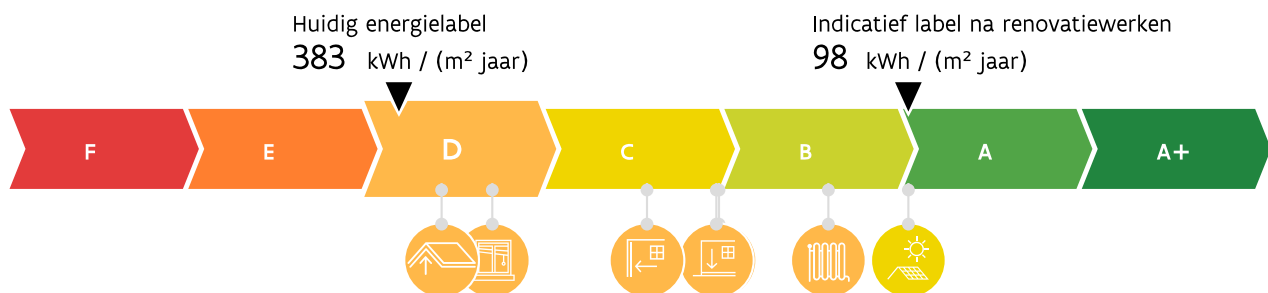 Huidig energielabel
383 kWh / (m² jaar)
Indicatief label na renovatiewerken
98 kWh / (m² jaar)
F E D C B A A+